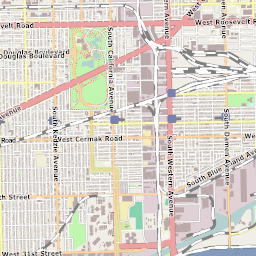 West Roosevelt Road
velt Road
Douglas Boulevard
Douglas Boulevard
South California Avenue
Avenue
South Kedzie Avenue
Road
West Cermak Road
South Western Avenue
South Damen Avenue
South Blue Island Avenue
th Street
West 31st Street